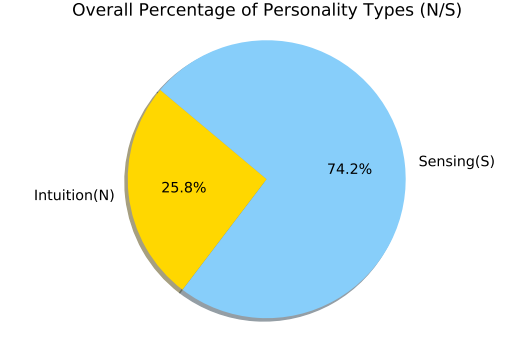 Overall Percentage of Personality Types (N/S)
74.2%
Sensing(S)
25.8%
Intuition(N)